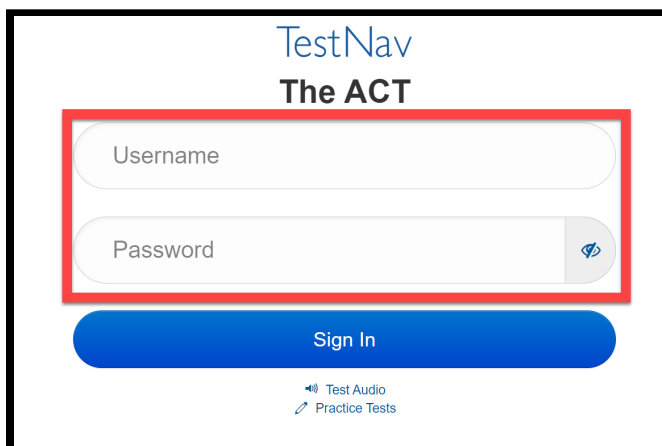 TestNav
The ACT
Username
Password
Sign In
Test Audio
Practice Tests